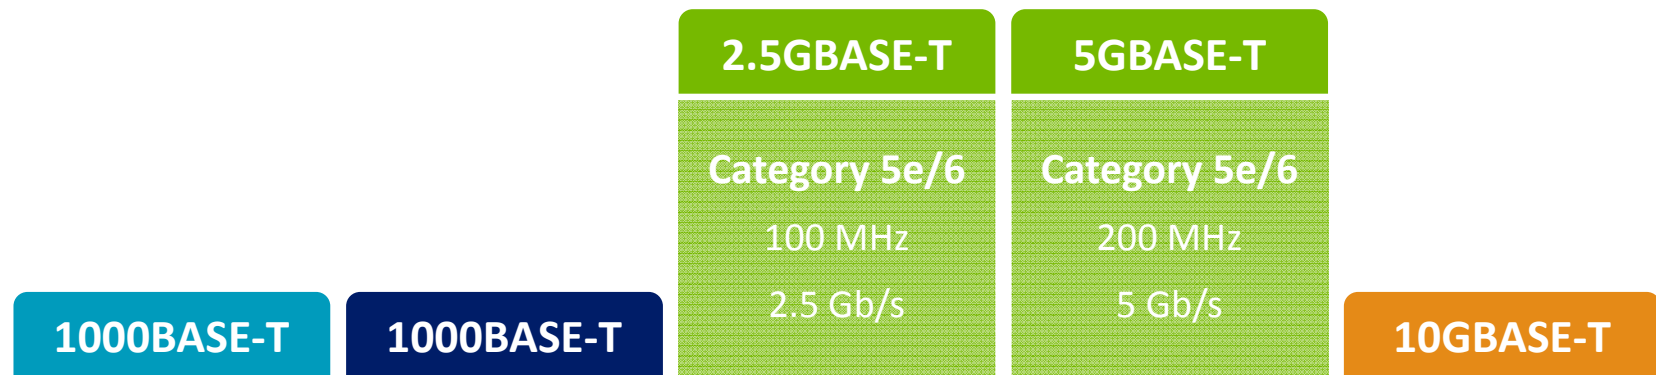 2.5GBASE-T
Category 5e/6
100 MHz
2.5 Gb/s
5GBASE-T
Category 5e/6
200 MHz
5 Gb/s
1000BASE-T
1000BASE-T
10GBASE-T